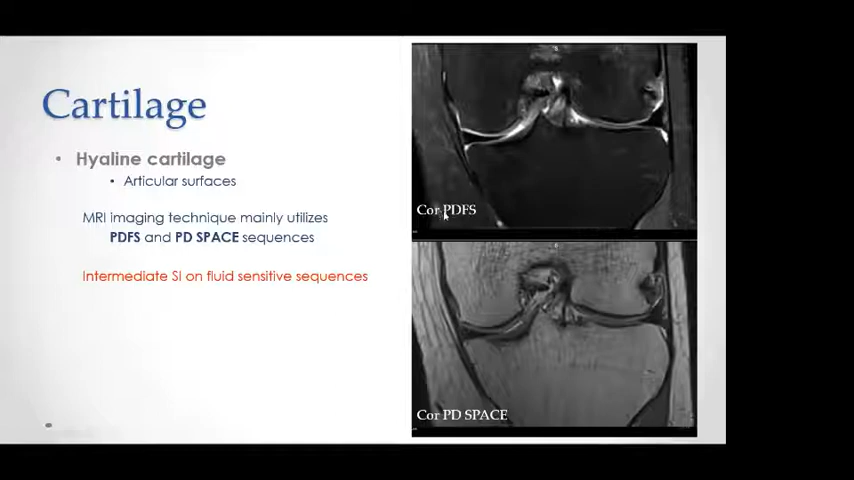 Cartilage
• Hyaline cartilage
• Articular surfaces
MRI imaging technique mainly utilizes
PDFS and PD SPACE sequences
Intermediate SI on fluid sensitive sequences
Cor PDFS
Cor PD SPACE